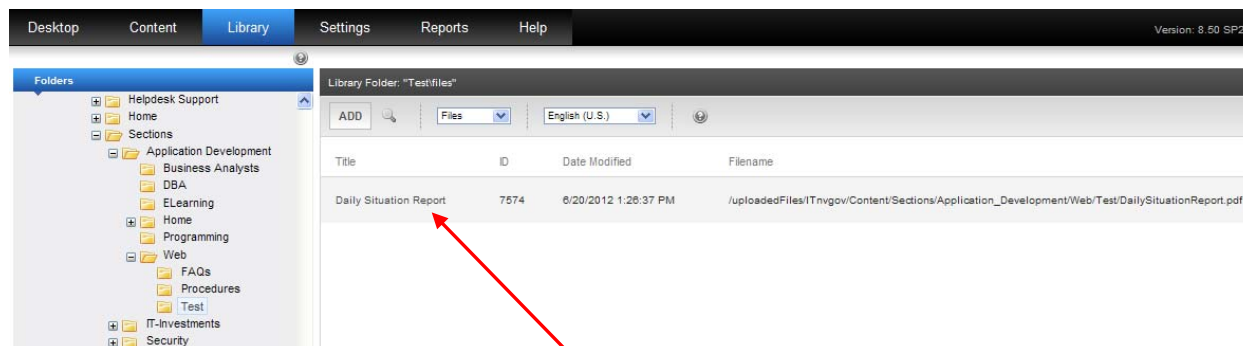 Desktop Content Library Settings Reports Help Version: 8.50 SP2
Folders
Helpdesk Support
Home
Sections
Application Development
Business Analysts
DBA
ELearning
Home
Programming
Web
FAQs
Procedures
Test
IT-Investments
Security
Library Folder: "Test\files"
ADD Files English (U.S.)
Title ID Date Modified Filename
Daily Situation Report 7574 6/20/2012 1:26:37 PM /uploadedFiles/ITnvgov/Content/Sections/Application_Development/Web/Test/DailySituationReport.pdf